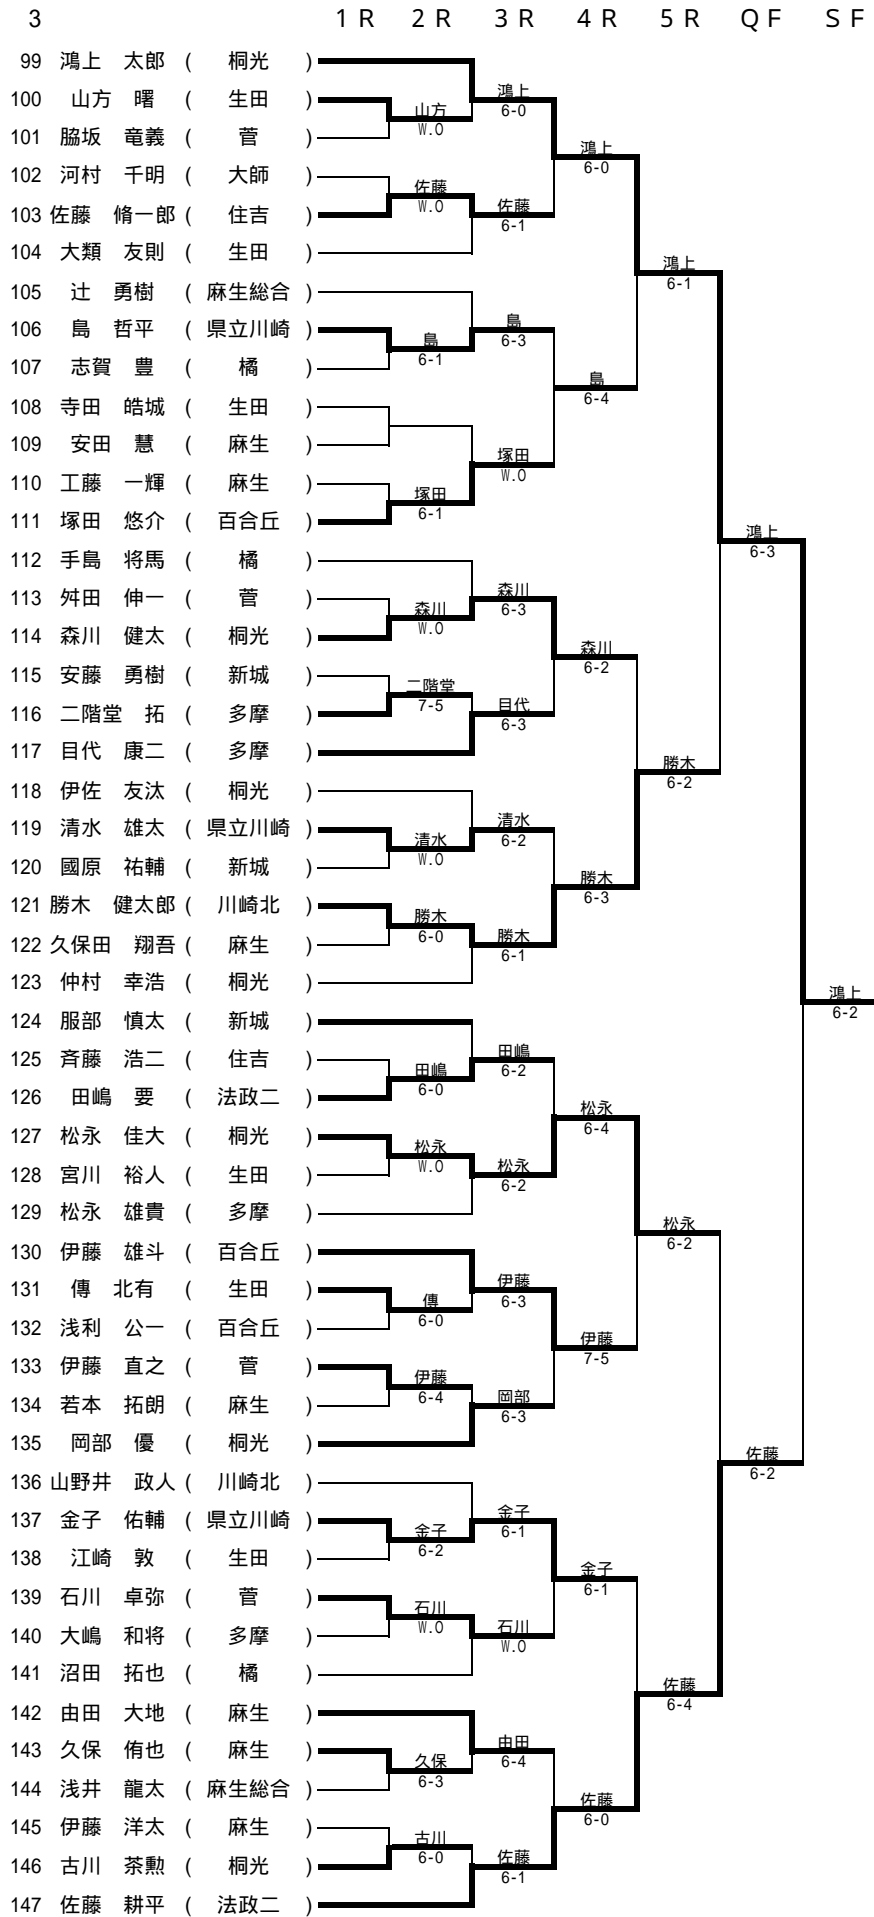 3 1R 2R 3R 4R 5R QF SF
99 鴻上 太郎 ( 桐光 )
鴻上
100 山方 曙 ( 生田 )
6-0
山方
W.O
101 脇坂 竜義 ( 菅 )
鴻上
6-0
102 河村 千明 ( 大師 )
佐藤
W.O
佐藤
103 佐藤 脩一郎 ( 住吉 )
6-1
104 大類 友則 ( 生田 )
鴻上
6-1
105 辻 勇樹 ( 麻生総合 )
島
106 島 哲平 ( 県立川崎 )
6-3
島
6-1
107 志賀 豊 ( 橘 )
島
6-4
108 寺田 皓城 ( 生田 )
109 安田 慧 ( 麻生 )
塚田
W.O
110 工藤 一輝 ( 麻生 )
塚田
6-1
111 塚田 悠介 ( 百合丘 )
鴻上
6-3
112 手島 将馬 ( 橘 )
森川
113 舛田 伸一 ( 菅 )
6-3
森川
W.O
114 森川 健太 ( 桐光 )
森川
6-2
115 安藤 勇樹 ( 新城 )
二階堂
7-5
目代
116 二階堂 拓 ( 多摩 )
6-3
117 目代 康二 ( 多摩 )
勝木
6-2
118 伊佐 友汰 ( 桐光 )
清水
119 清水 雄太 ( 県立川崎 )
6-2
清水
W.O
120 國原 祐輔 ( 新城 )
勝木
6-3
121 勝木 健太郎 ( 川崎北 )
勝木
6-0
勝木
122 久保田 翔吾 ( 麻生 )
6-1
123 仲村 幸浩 ( 桐光 )
鴻上
6-2
124 服部 慎太 ( 新城 )
田嶋
125 斉藤 浩二 ( 住吉 )
6-2
田嶋
6-0
126 田嶋 要 ( 法政二 )
松永
6-4
127 松永 佳大 ( 桐光 )
松永
W.O
松永
128 宮川 裕人 ( 生田 )
6-2
129 松永 雄貴 ( 多摩 )
松永
6-2
130 伊藤 雄斗 ( 百合丘 )
伊藤
131 傳 北有 ( 生田 )
6-3
傳
6-0
132 浅利 公一 ( 百合丘 )
伊藤
7-5
133 伊藤 直之 ( 菅 )
伊藤
6-4
岡部
134 若本 拓朗 ( 麻生 )
6-3
135 岡部 優 ( 桐光 )
佐藤
6-2
136 山野井 政人 ( 川崎北 )
金子
137 金子 佑輔 ( 県立川崎 )
6-1
金子
6-2
138 江崎 敦 ( 生田 )
金子
6-1
139 石川 卓弥 ( 菅 )
石川
W.O
石川
140 大嶋 和将 ( 多摩 )
W.O
141 沼田 拓也 ( 橘 )
佐藤
6-4
142 由田 大地 ( 麻生 )
由田
143 久保 侑也 ( 麻生 )
6-4
久保
6-3
144 浅井 龍太 ( 麻生総合 )
佐藤
6-0
145 伊藤 洋太 ( 麻生 )
古川
6-0
佐藤
146 古川 茶勲 ( 桐光 )
6-1
147 佐藤 耕平 ( 法政二 )